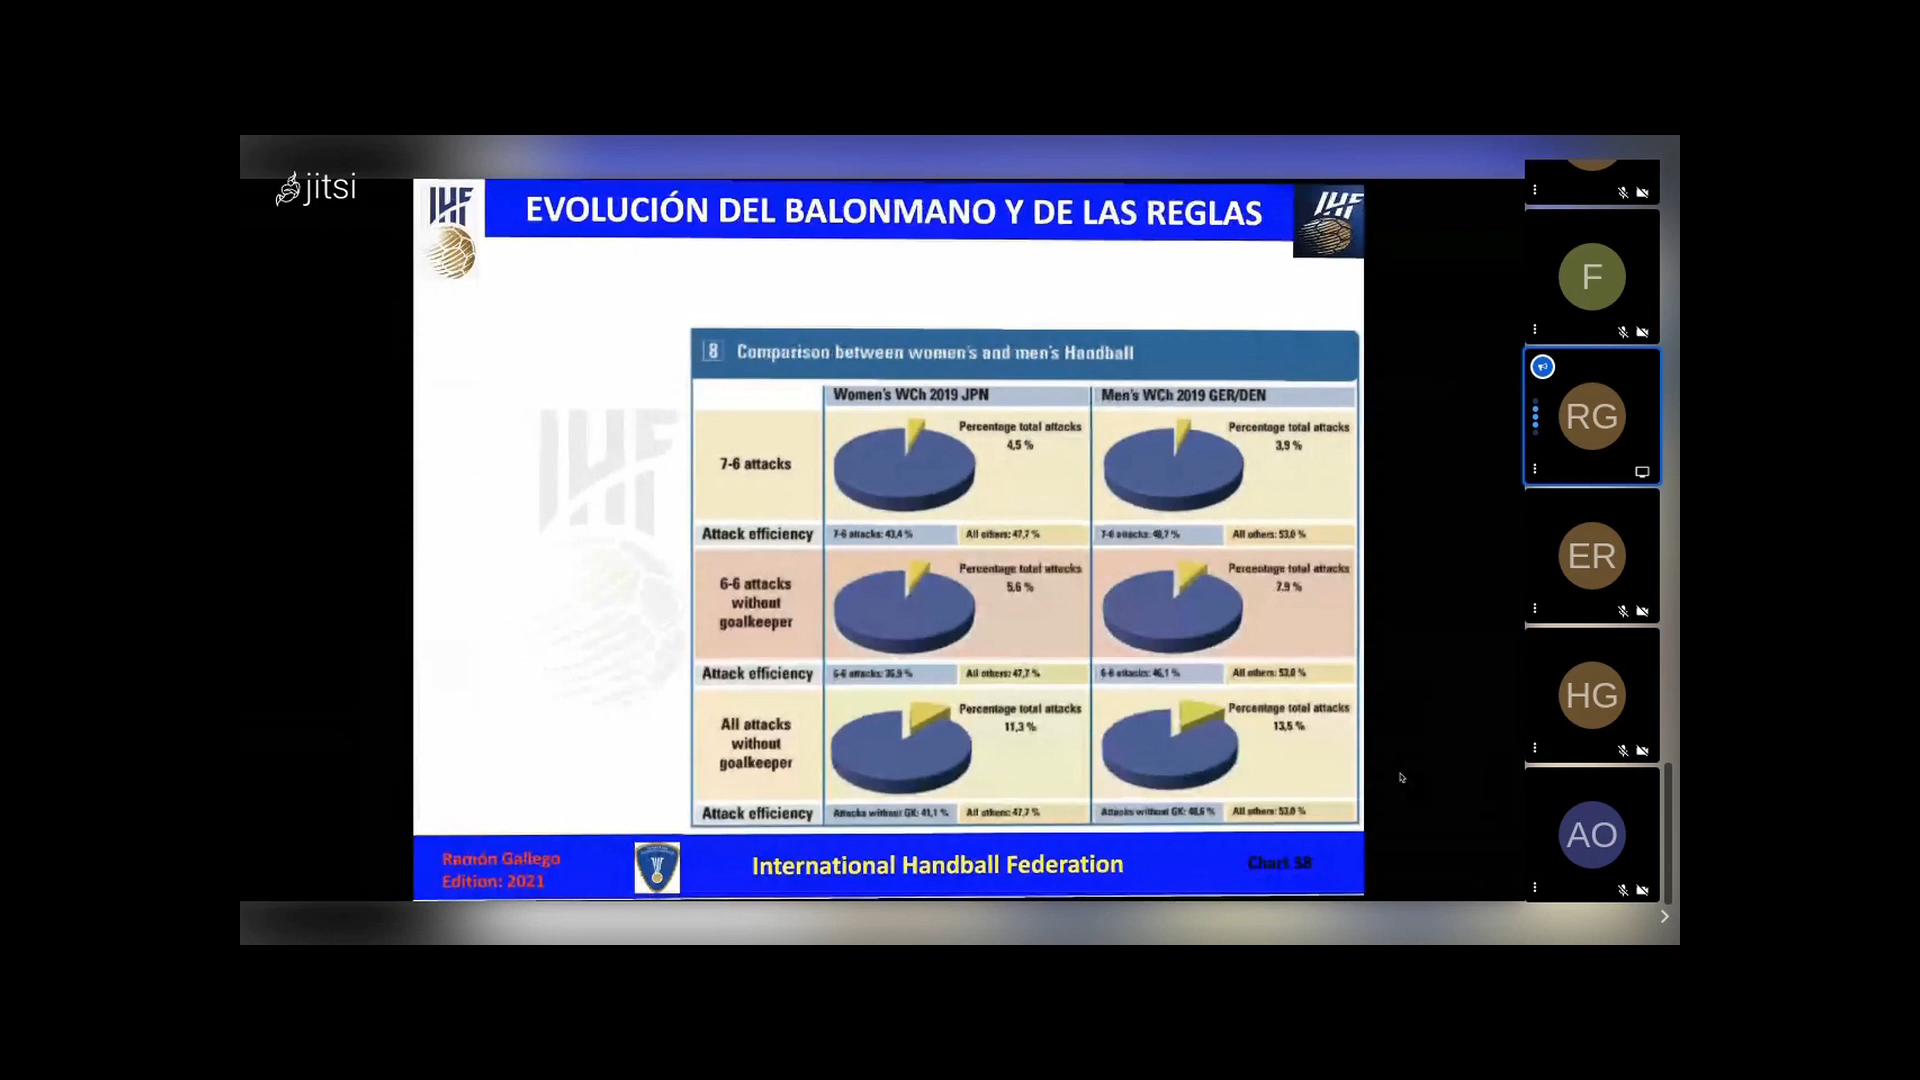 jitsi
IHF
EVOLUCIÓN DEL BALONMANO Y DE LAS REGLAS
IHF
8 Comparison between women's and men's Handball
Women's WCh 2019 JPN
Men's WCh 2019 GER/DEN
7-6 attacks
Percentage total attacks
4,5 %
Percentage total attacks
3,9 %
Attack efficiency
7-6 attacks: 43,4 %
All others: 47,7 %
7-6 attacks: 48,7 %
All others: 53,0 %
6-6 attacks
without
goalkeeper
Percentage total attacks
5.6 %
Percentage total attacks
7.9 %
Attack efficiency
6-6 attacks: 35,9 %
All others: 47,7 %
6-6 attacks: 46,1 %
All others: 53,0 %
All attacks
without
goalkeeper
Percentage total attacks
11,3 %
Percentage total attacks
13,5 %
Attack efficiency
Attacks without GK: 41,1 %
All others: 47,7 %
Attacks without GK: 48,6 %
All others: 53,0 %
Ramón Gallego
Edition: 2021
International Handball Federation
Chart 38
F
RG
ER
HG
AO